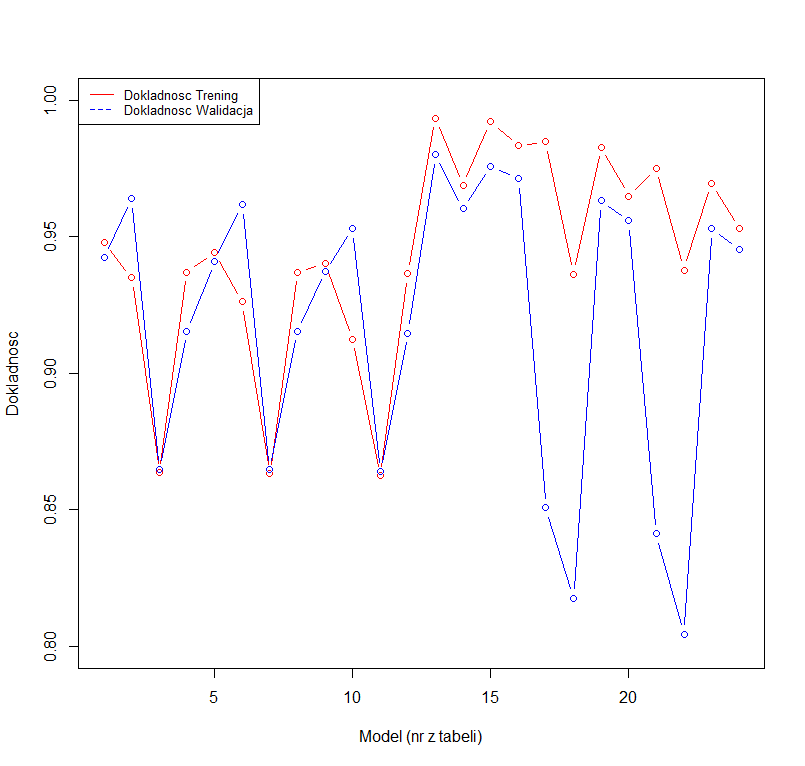 Dokladnosc Trening
Dokladnosc Walidacja
1.00
0.95
0.90
0.85
0.80
Dokladnosc
5 10 15 20
Model (nr z tabeli)